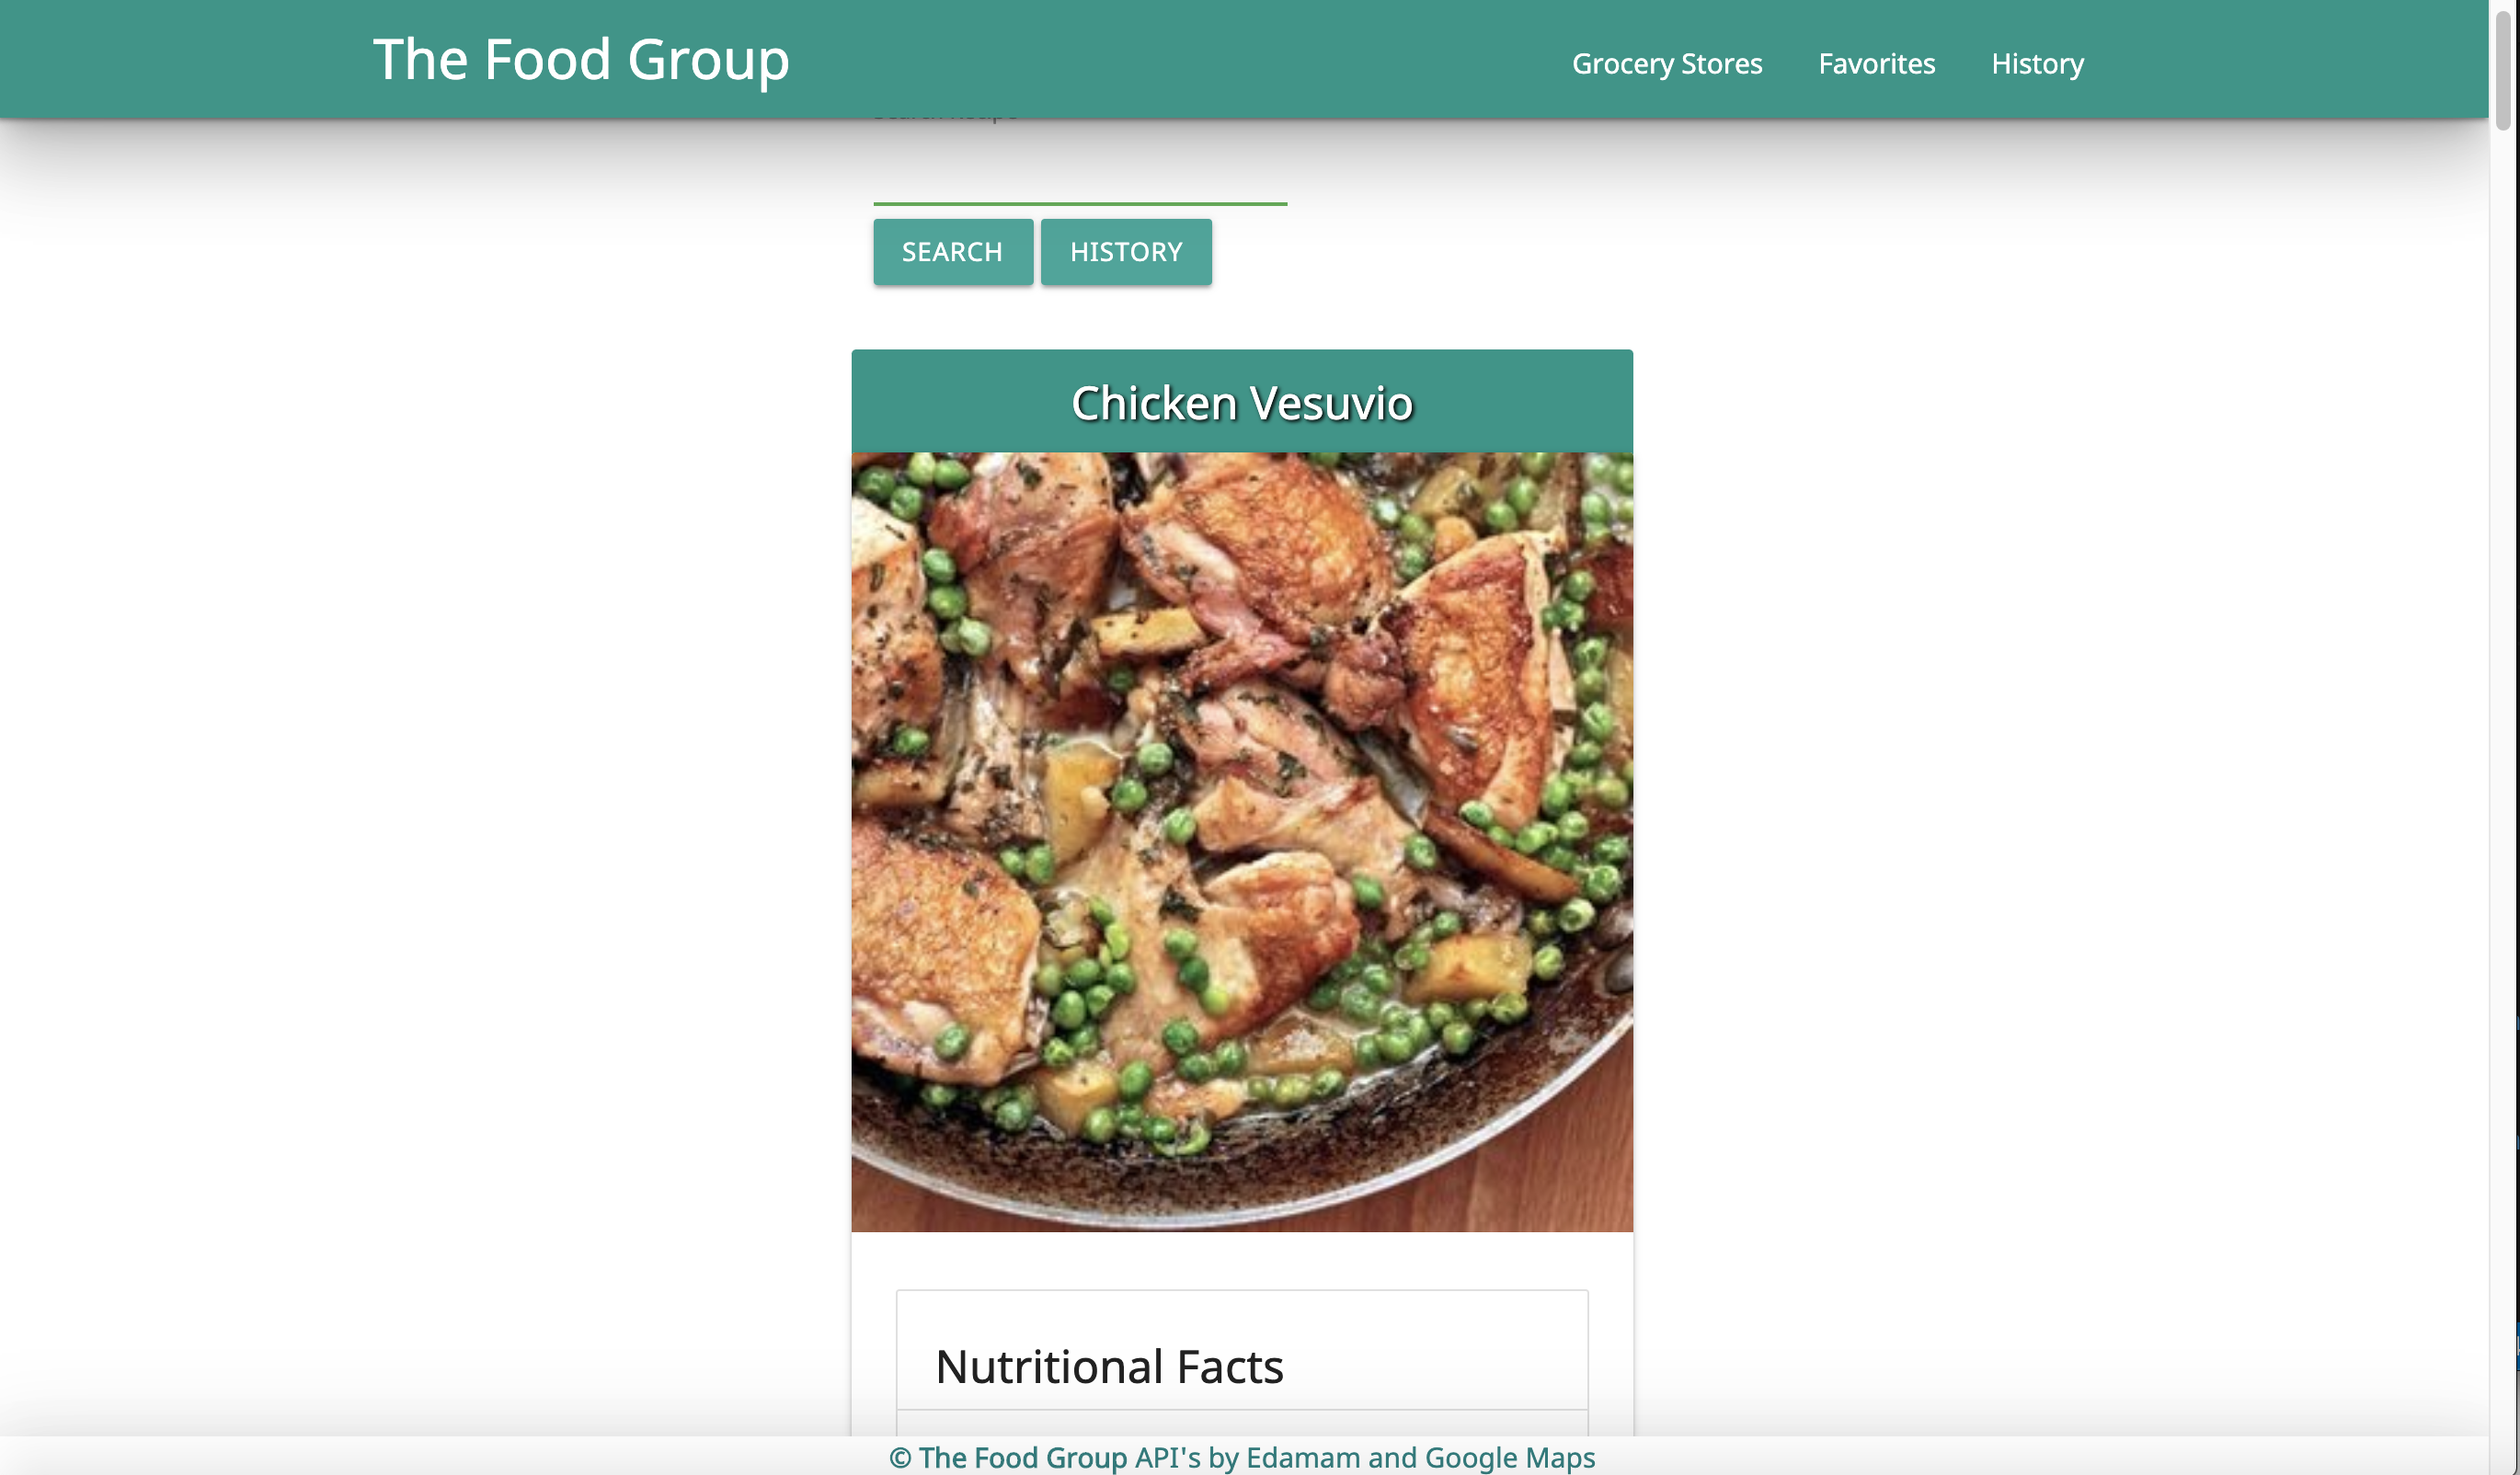 The Food Group
Grocery Stores Favorites History
SEARCH HISTORY
Chicken Vesuvio
Nutritional Facts
© The Food Group API's by Edamam and Google Maps